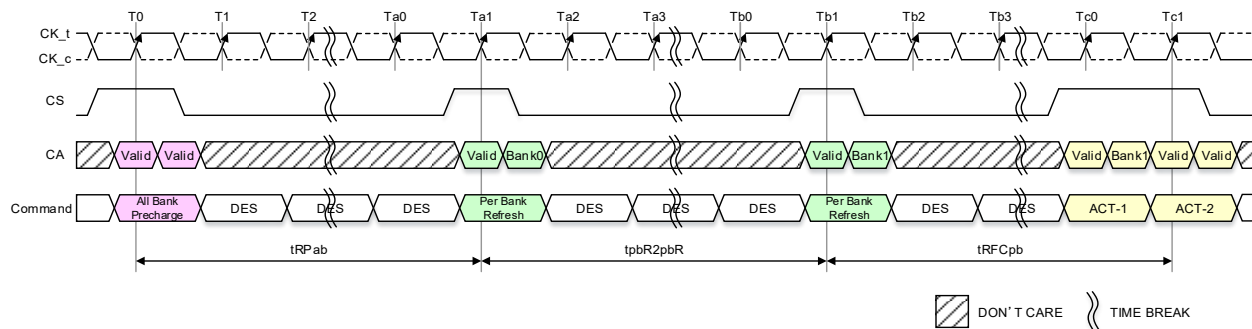 T0 T1 T2 Ta0 Ta1 Ta2 Ta3 Tb0 Tb1 Tb2 Tb3 Tc0 Tc1
CK_t
CK_c
CS
CA Valid Valid Valid Bank0 Valid Bank1 Valid Bank1 Valid Valid
Command All Bank Precharge DES DES DES Per Bank Refresh DES DES DES Per Bank Refresh DES DES ACT-1 ACT-2
tRPab tpbR2pbR tRFCpb
DON'T CARE TIME BREAK